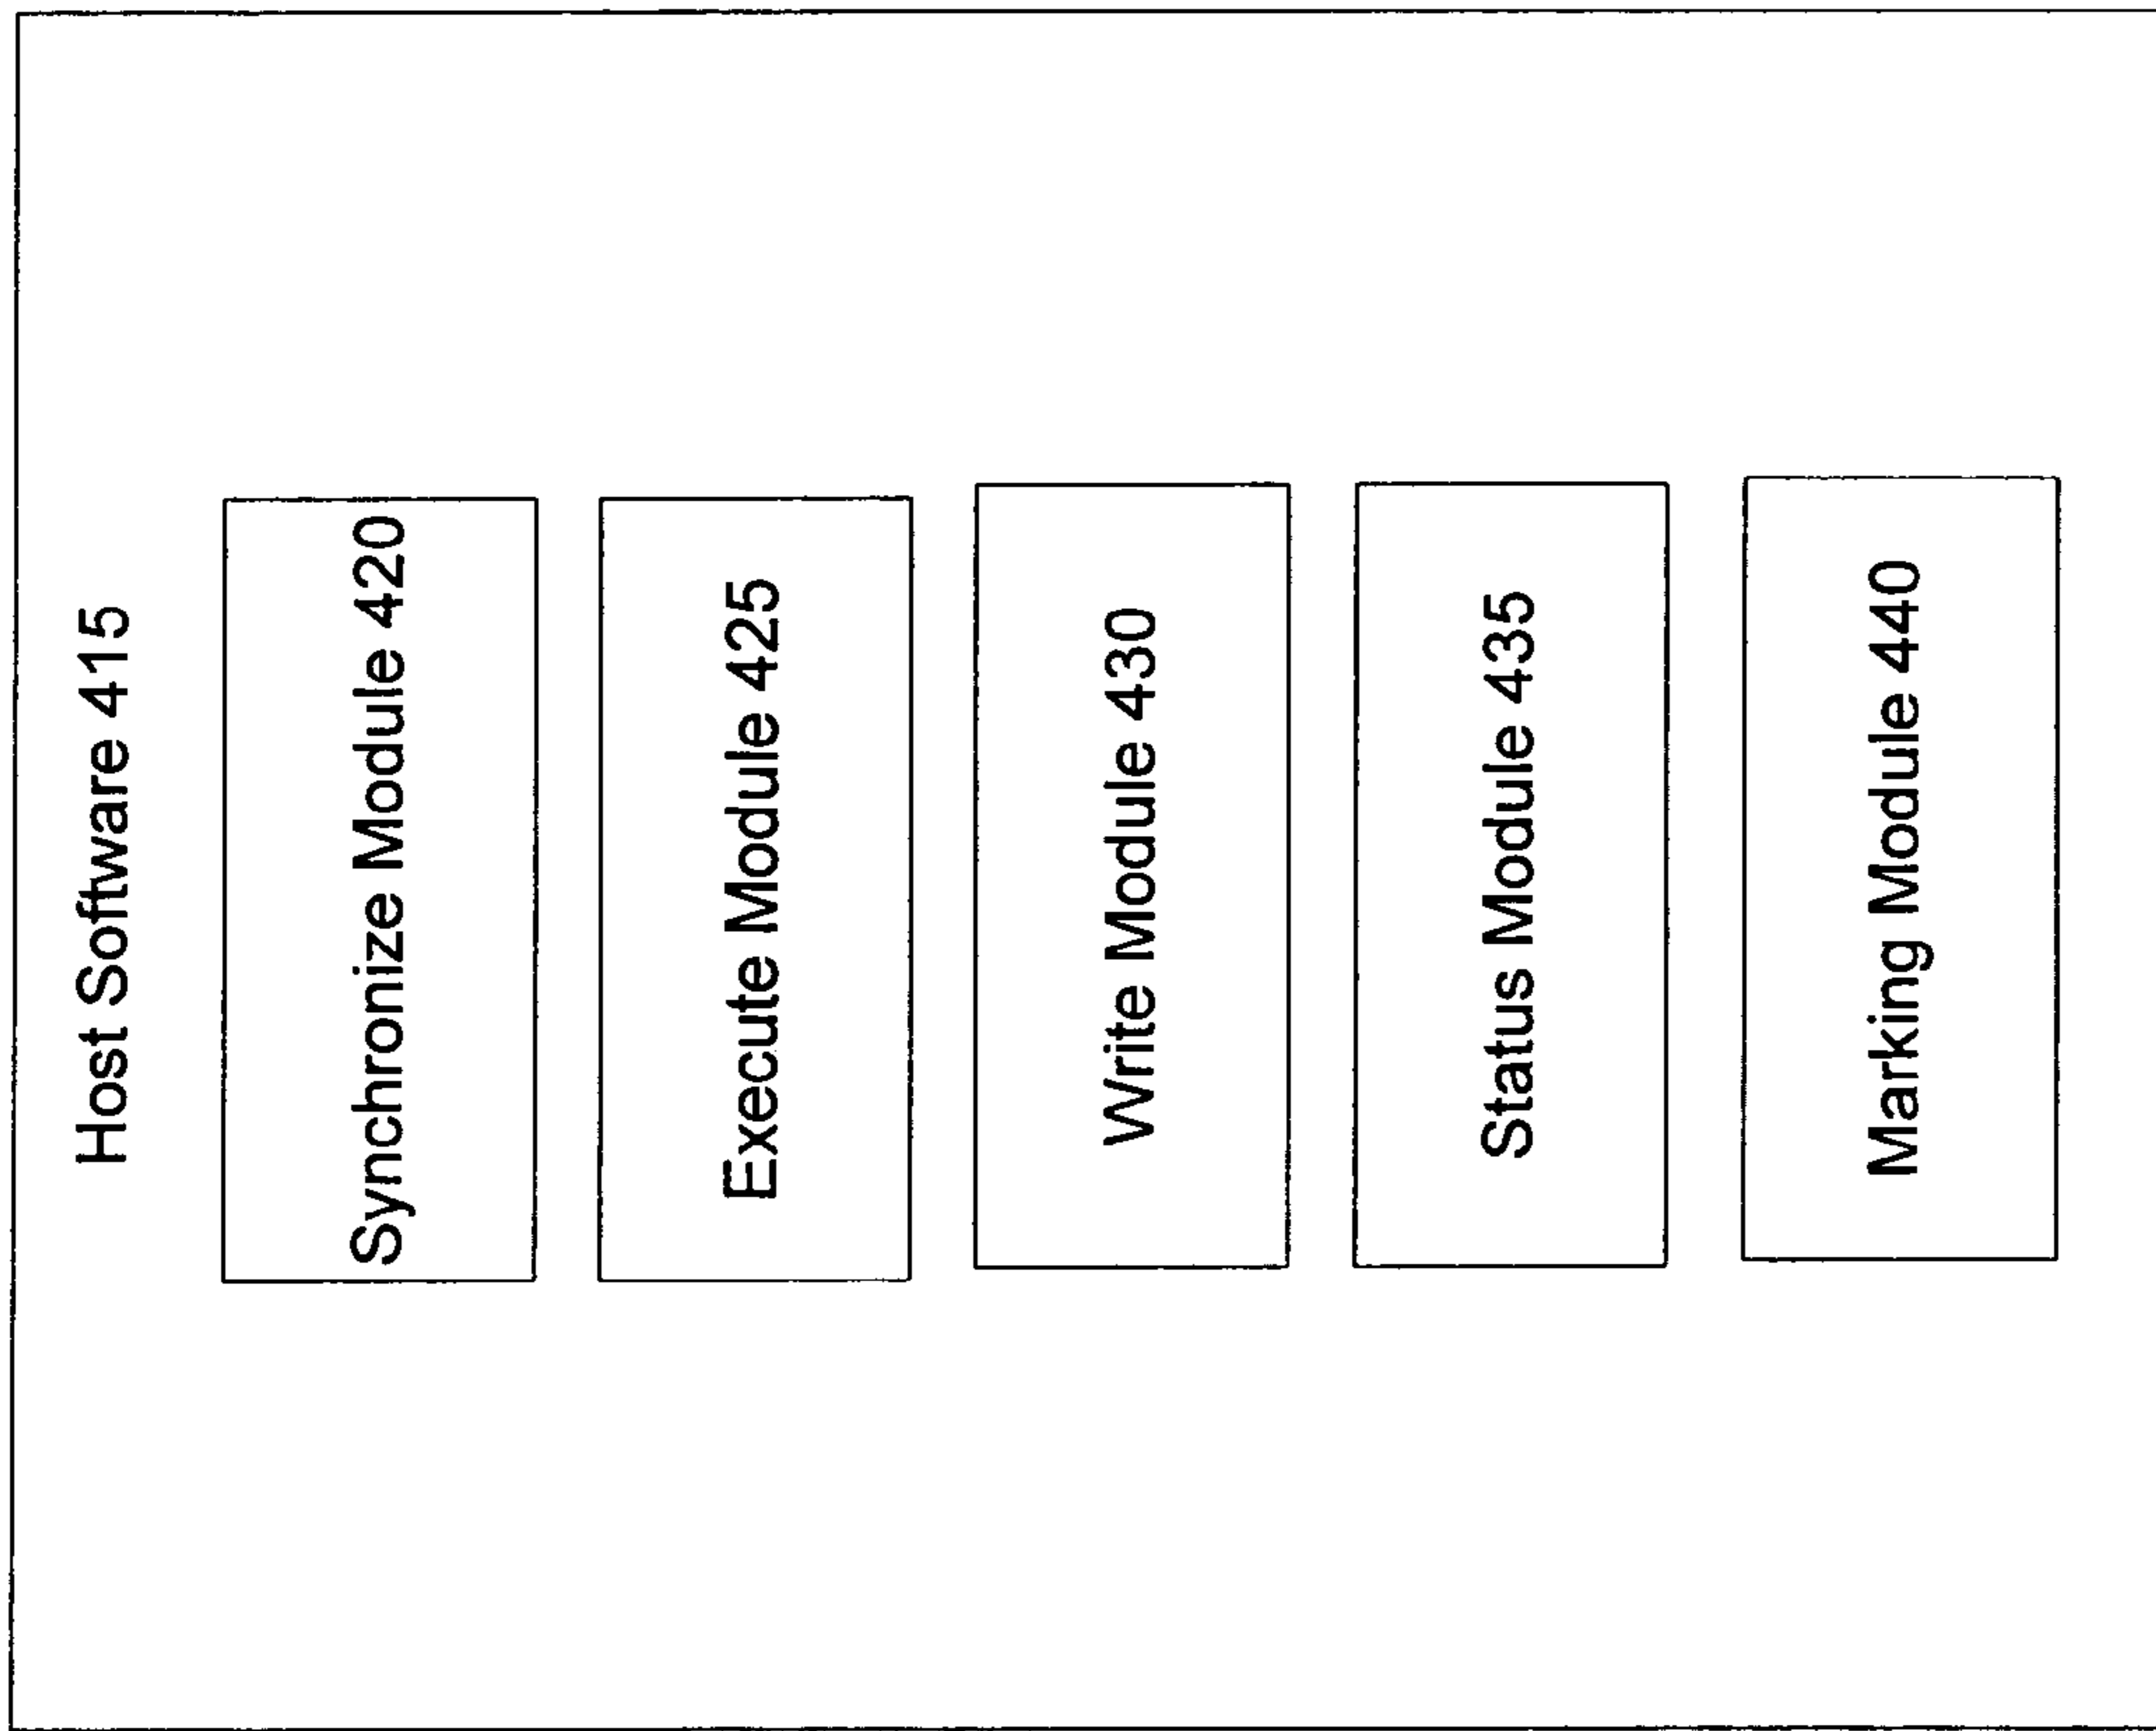 Host Software 415
Synchronize Module 420
Execute Module 425
Write Module 430
Status Module 435
Marking Module 440